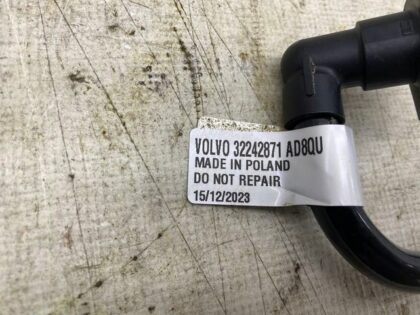 VOLVO 32242871 AD8QU
MADE IN POLAND
DO NOT REPAIR
15/12/2023